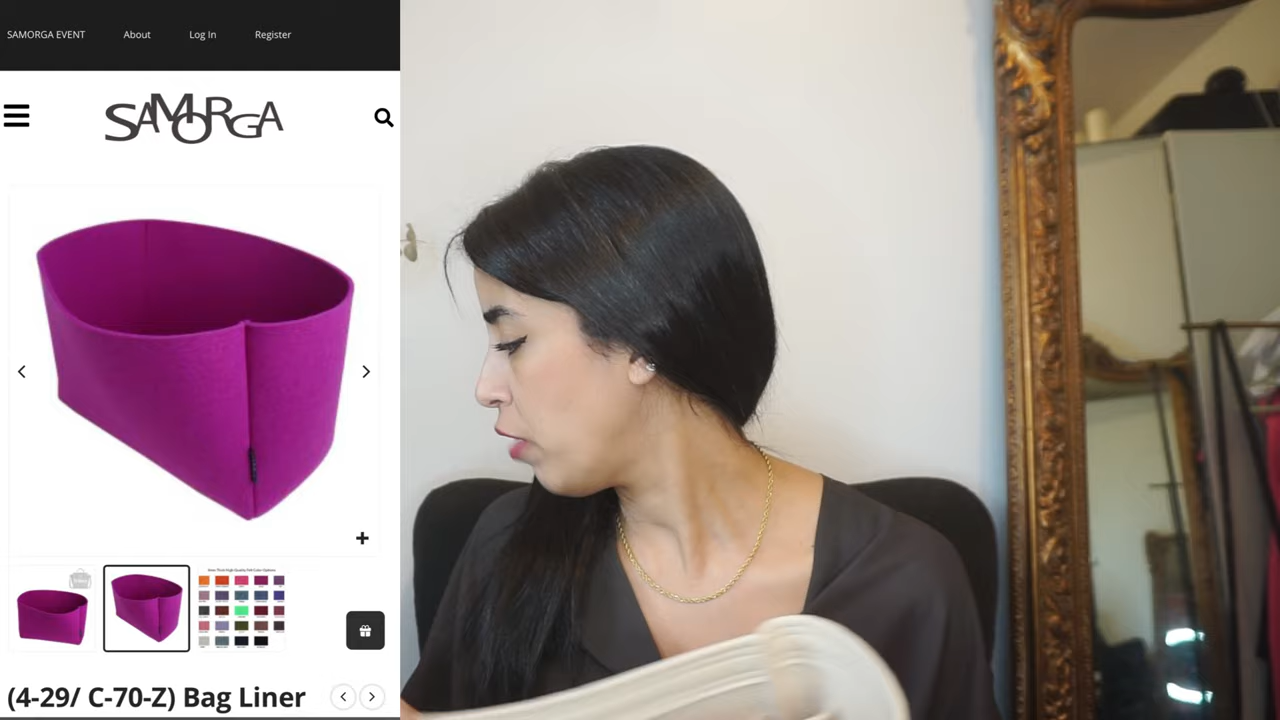 SAMORGA EVENT About Log In Register
SAMORGA
(4-29/ C-70-Z) Bag Liner